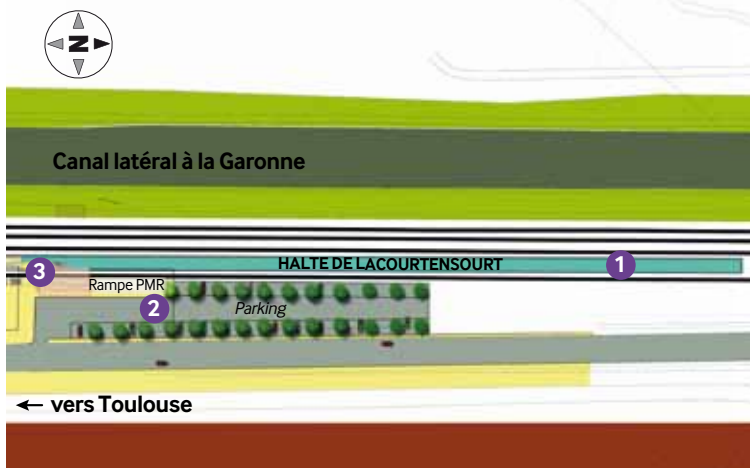 N
Canal latéral à la Garonne
HALTE DE LACOURTENSOURT
1
3
Rampe PMR
2
Parking
← vers Toulouse